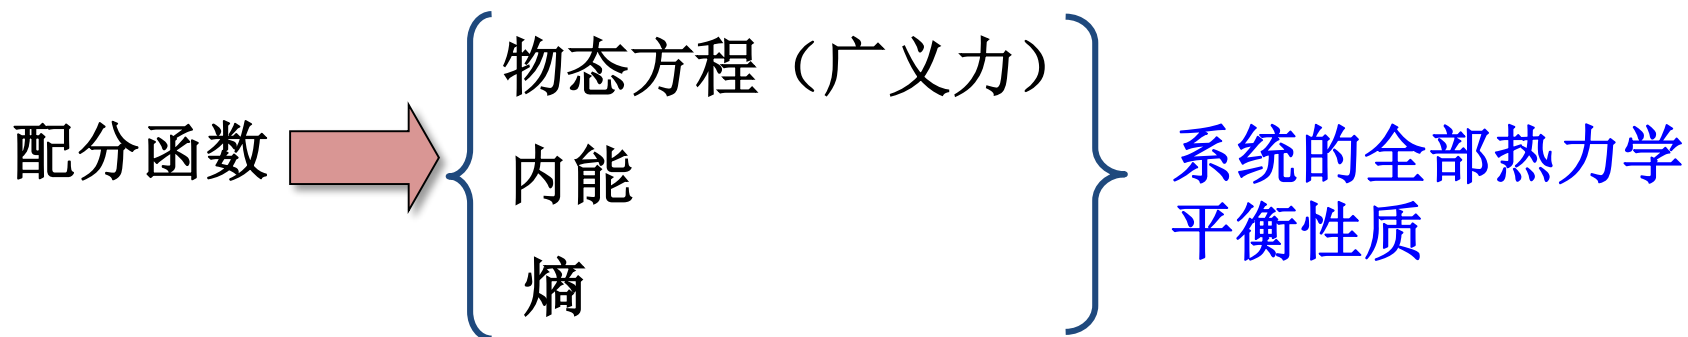 配分函数
物态方程（广义力）
内能
熵
系统的全部热力学
平衡性质